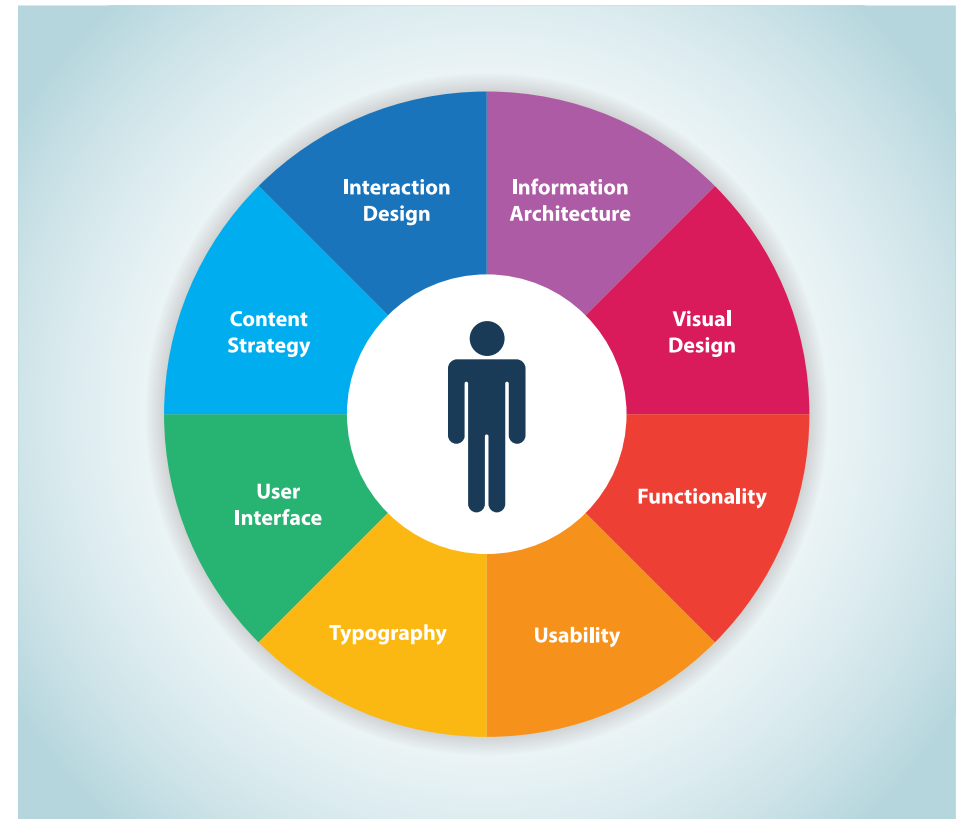 Interaction
Design
Information
Architecture
Visual
Design
Functionality
Usability
Typography
User
Interface
Content
Strategy